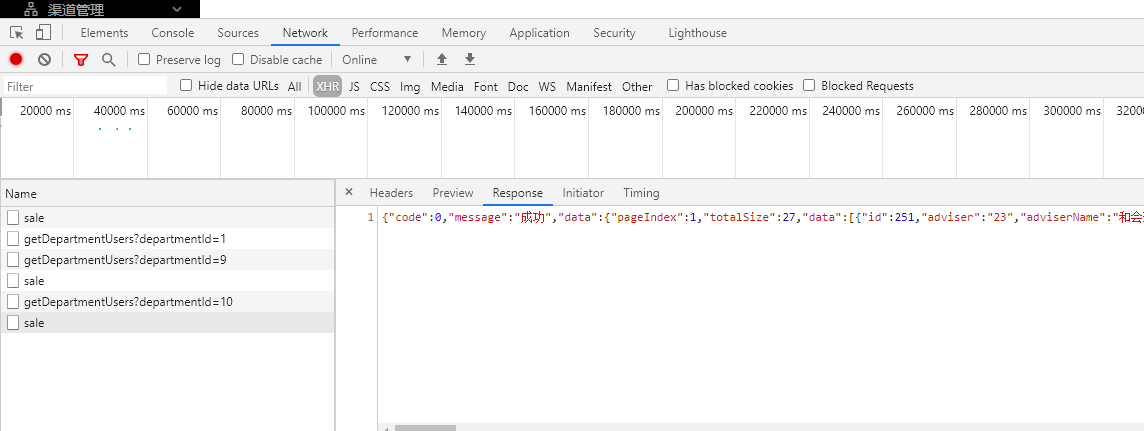 渠道管理
Elements Console Sources Network Performance Memory Application Security Lighthouse
Preserve log Disable cache Online
Filter Hide data URLs All XHR JS CSS Img Media Font Doc WS Manifest Other Has blocked cookies Blocked Requests
20000 ms 40000 ms 60000 ms 80000 ms 100000 ms 120000 ms 140000 ms 160000 ms 180000 ms 200000 ms 220000 ms 240000 ms 260000 ms 280000 ms 300000 ms 32000
Name × Headers Preview Response Initiator Timing
sale
1 {"code":0,"message":"成功","data":{"pageIndex":1,"totalSize":27,"data":[{"id":251,"adviser":"23","adviserName":"和会
getDepartmentUsers?departmentId=1
getDepartmentUsers?departmentId=9
sale
getDepartmentUsers?departmentId=10
sale